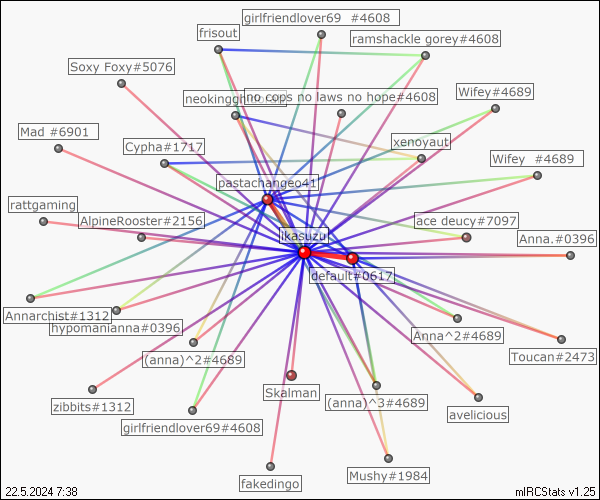 girlfriendlover69 #4608
frisout
ramshackle gorey#4608
Soxy Foxy#5076
no cops no laws no hope#4608
Wifey#4689
Mad #6901
Cypha#1717
xenoyaut
Wifey #4689
pastachangeo41
rattgaming
AlpineRooster#2156
ace deucy#7097
ikasuzu
Anna.#0396
default#0617
Annarchist#1312
hypomanianna#0396
Anna^2#4689
(anna)^2#4689
Toucan#2473
Skalman
zibbits#1312
(anna)^3#4689
avelicious
girlfriendlover69#4608
Mushy#1984
fakedingo
22.5.2024 7:38
mIRCStats v1.25